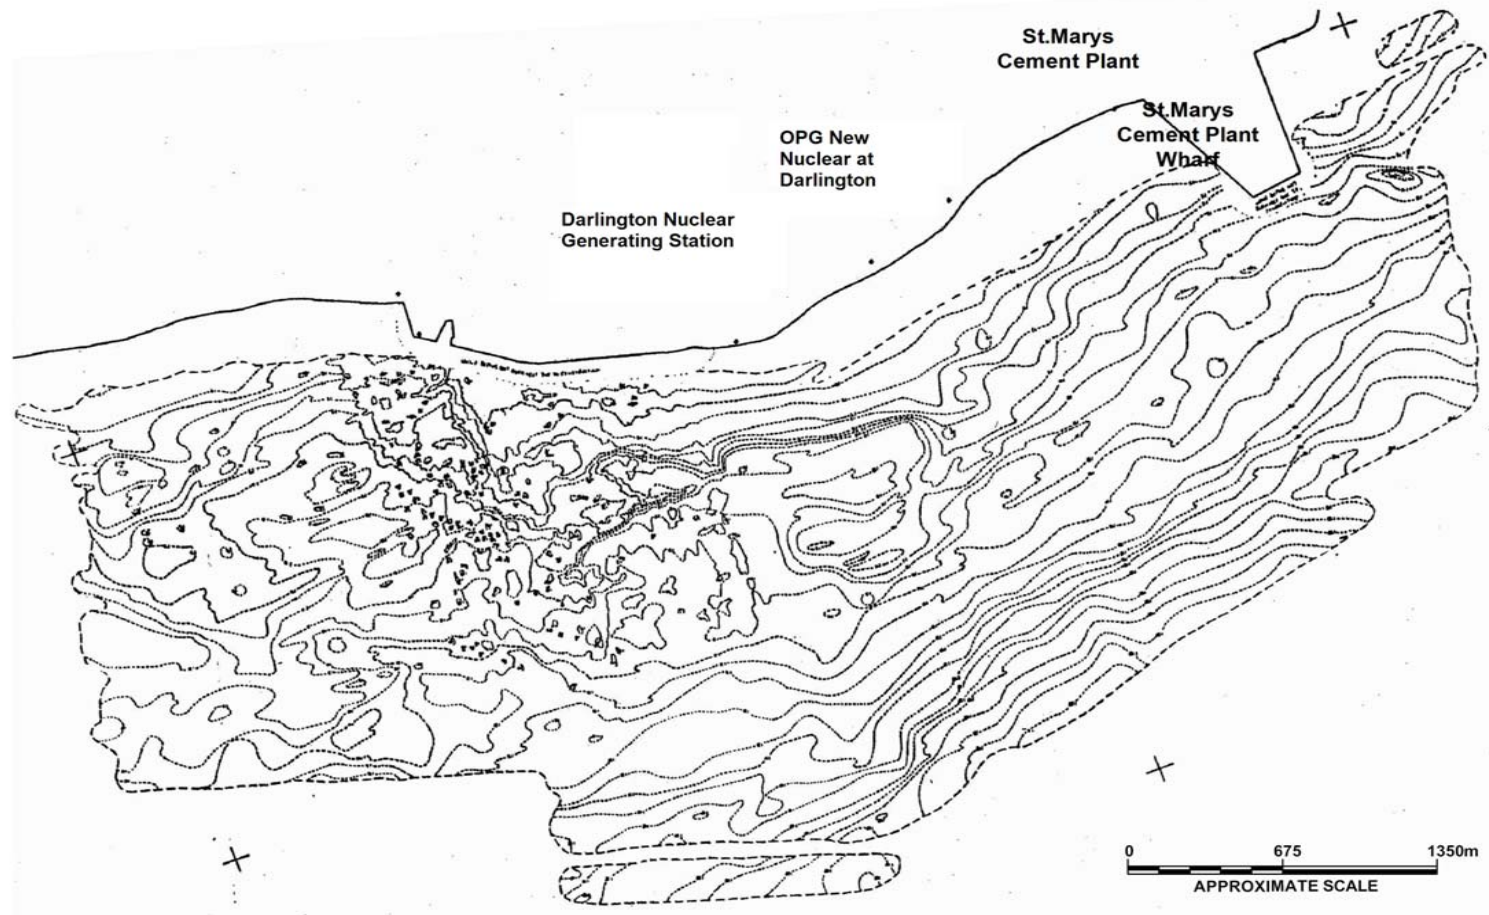 St.Marys
Cement Plant
St.Marys
Cement Plant
Wharf
OPG New
Nuclear at
Darlington
Darlington Nuclear
Generating Station
0 675 1350m
APPROXIMATE SCALE